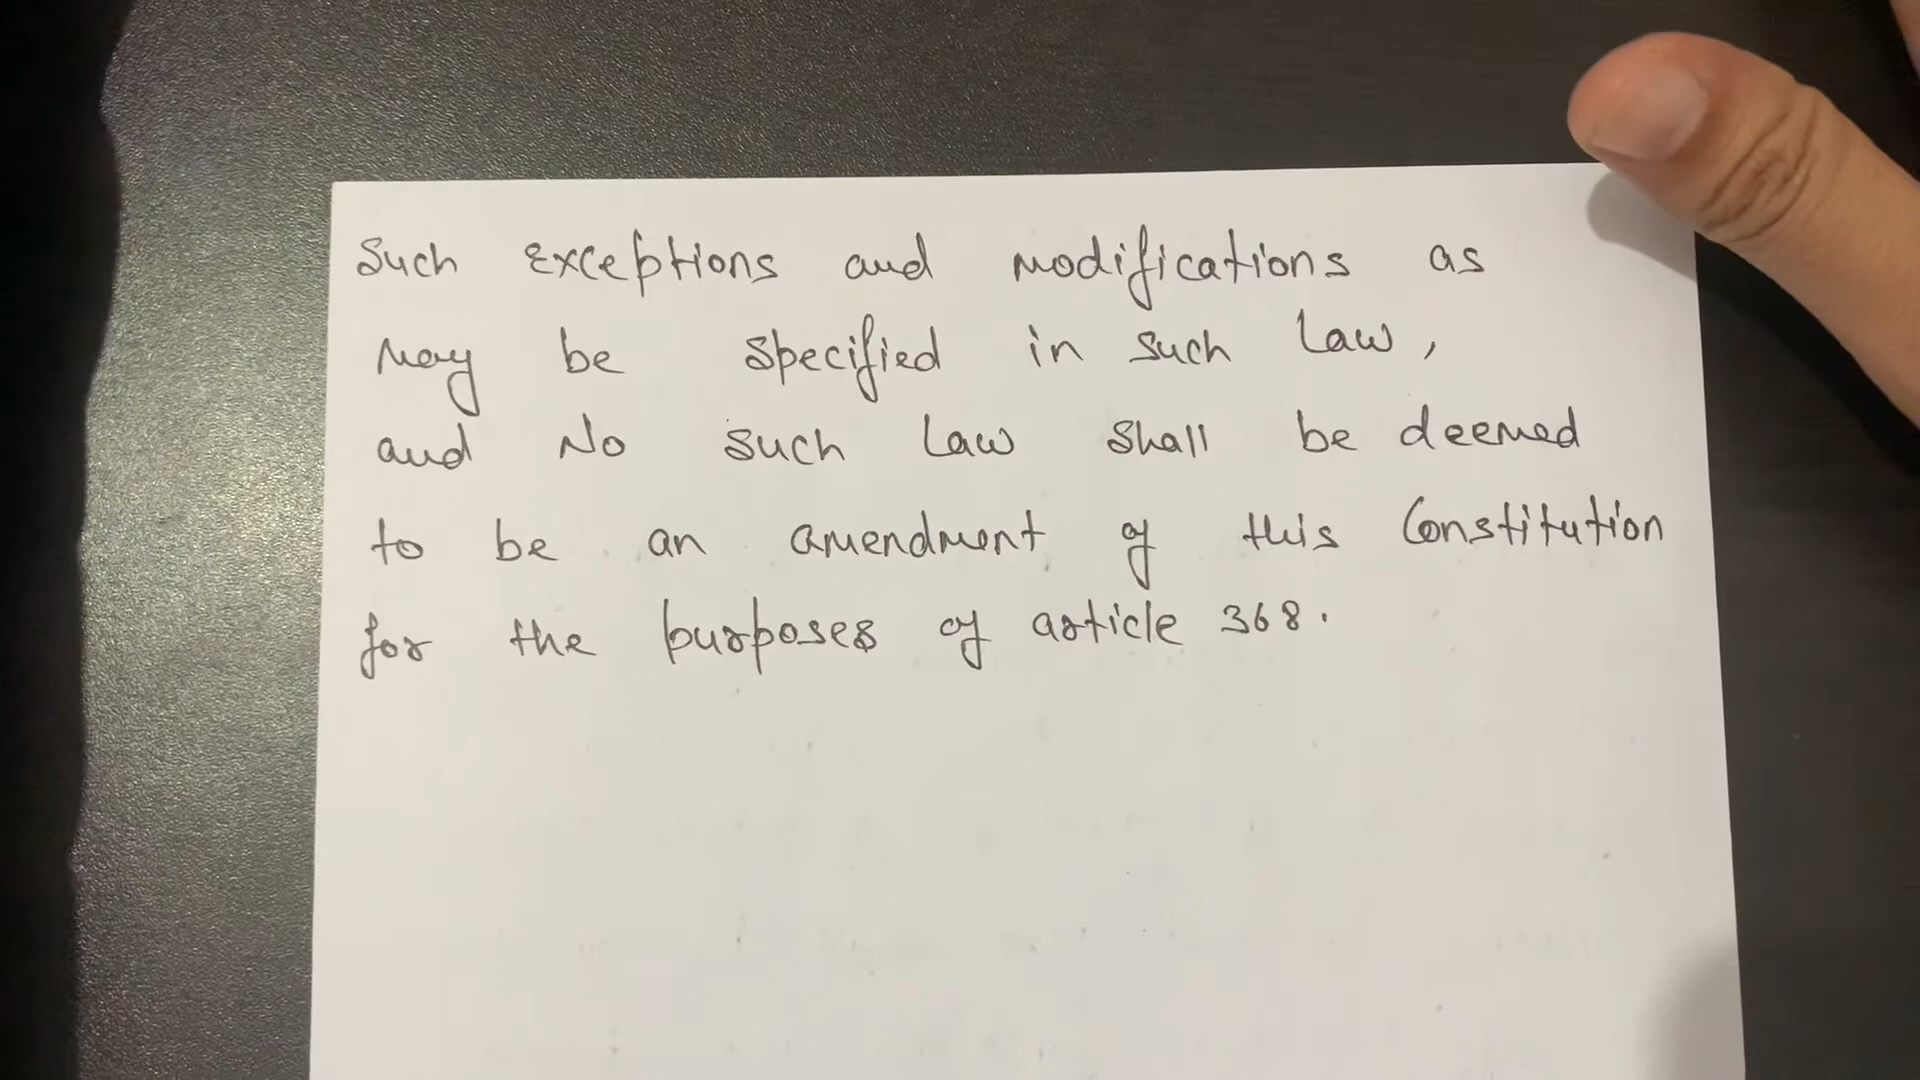 Such exceptions and modifications as
may be specified in such Law,
and No such Law shall be deemed
to be an amendment of this Constitution
for the purposes of article 368.